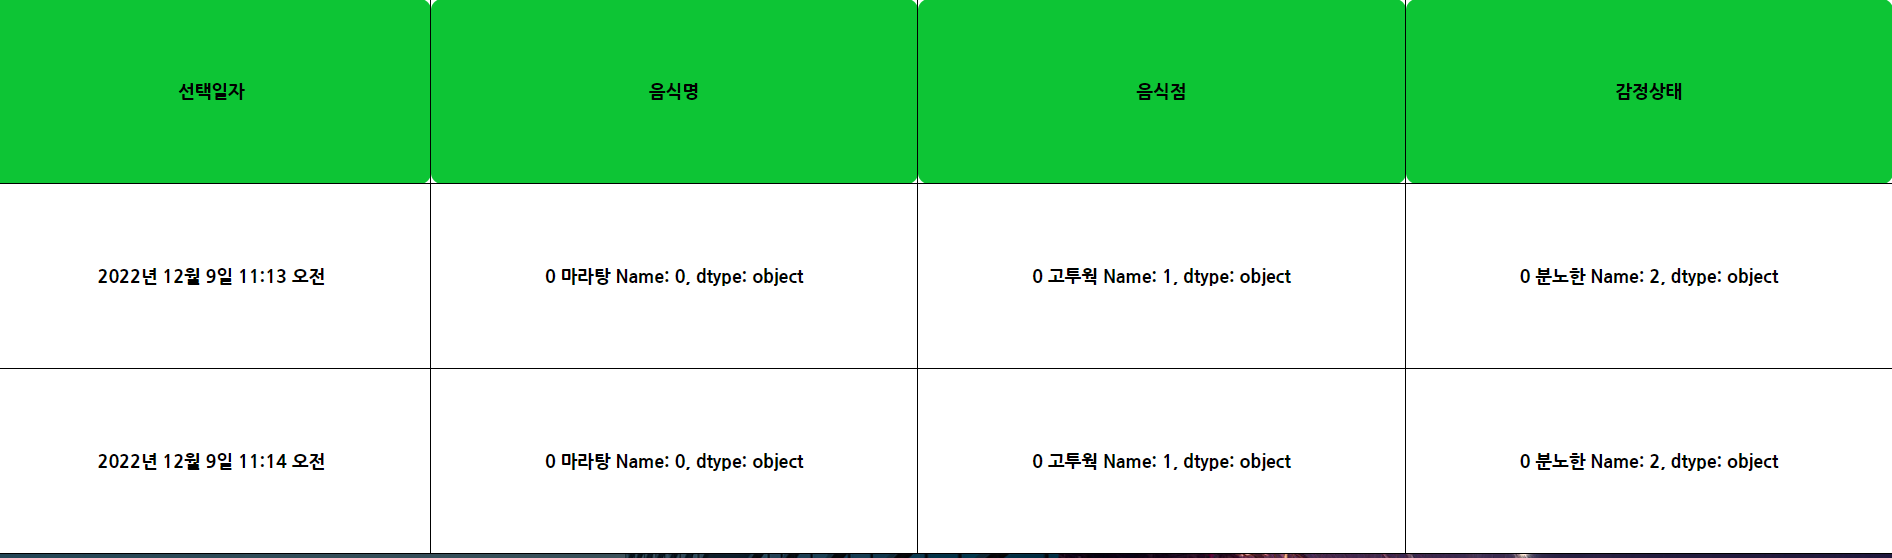 선택일자 음식명 음식점 감정상태
2022년 12월 9일 11:13 오전 0 마라탕 Name: 0, dtype: object 0 고투웍 Name: 1, dtype: object 0 분노한 Name: 2, dtype: object
2022년 12월 9일 11:14 오전 0 마라탕 Name: 0, dtype: object 0 고투웍 Name: 1, dtype: object 0 분노한 Name: 2, dtype: object